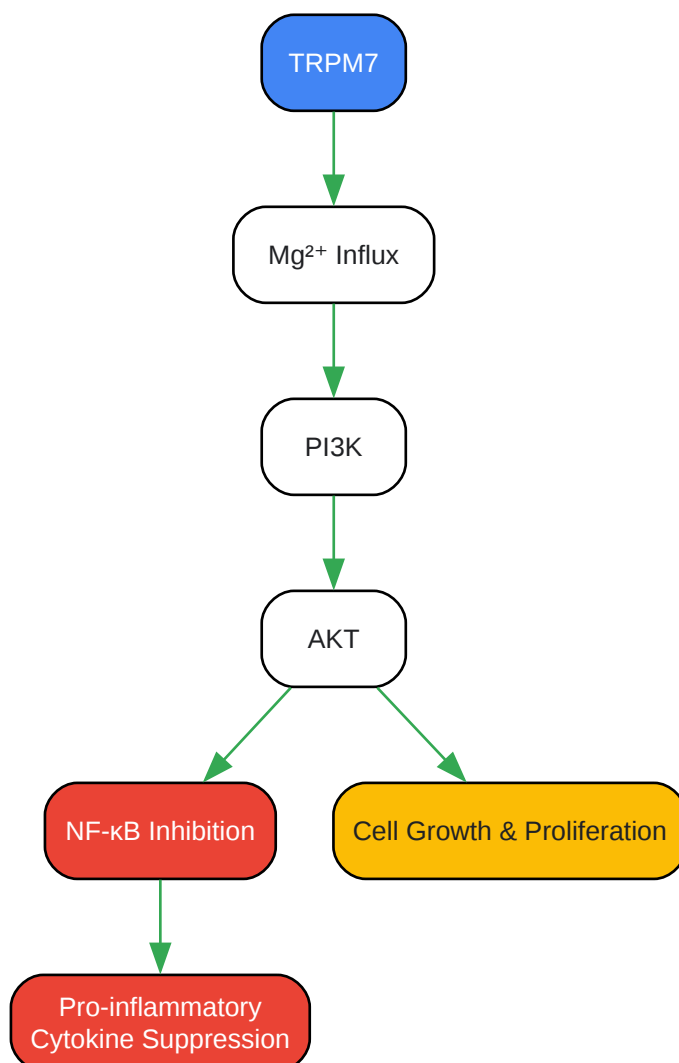 TRPM7
Mg²⁺ Influx
PI3K
AKT
NF-κB Inhibition
Cell Growth & Proliferation
Pro-inflammatory
Cytokine Suppression